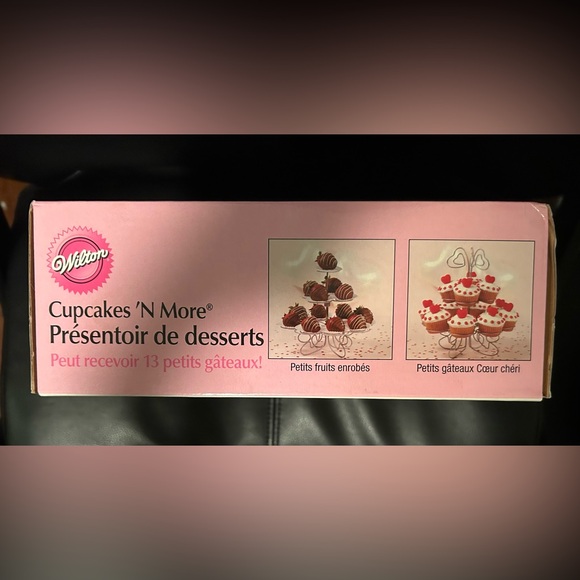 Wilton
Cupcakes 'N More®
Présentoir de desserts
Peut recevoir 13 petits gâteaux!
Petits fruits enrobés
Petits gâteaux Cœur chéri